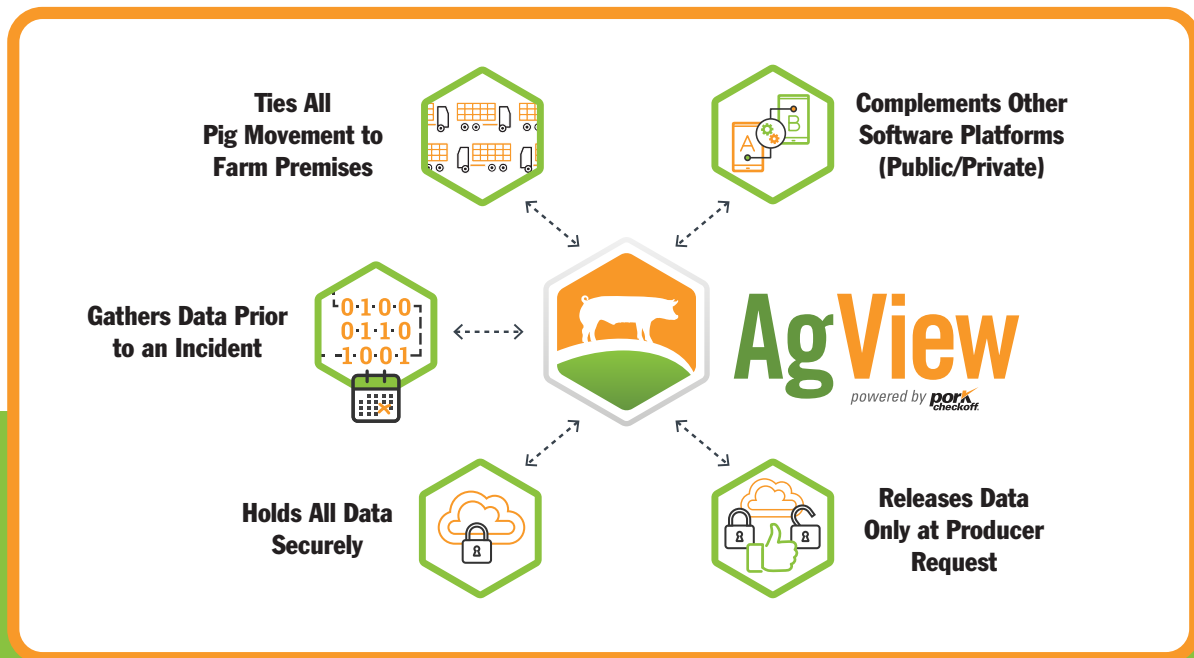 Ties All
Pig Movement to
Farm Premises
A
B
Complements Other
Software Platforms
(Public/Private)
Gathers Data Prior
to an Incident
0·1·0·0
0·1·1·0
1·0·0·1
AgView
powered by pork
checkoff.
Holds All Data
Securely
Releases Data
Only at Producer
Request